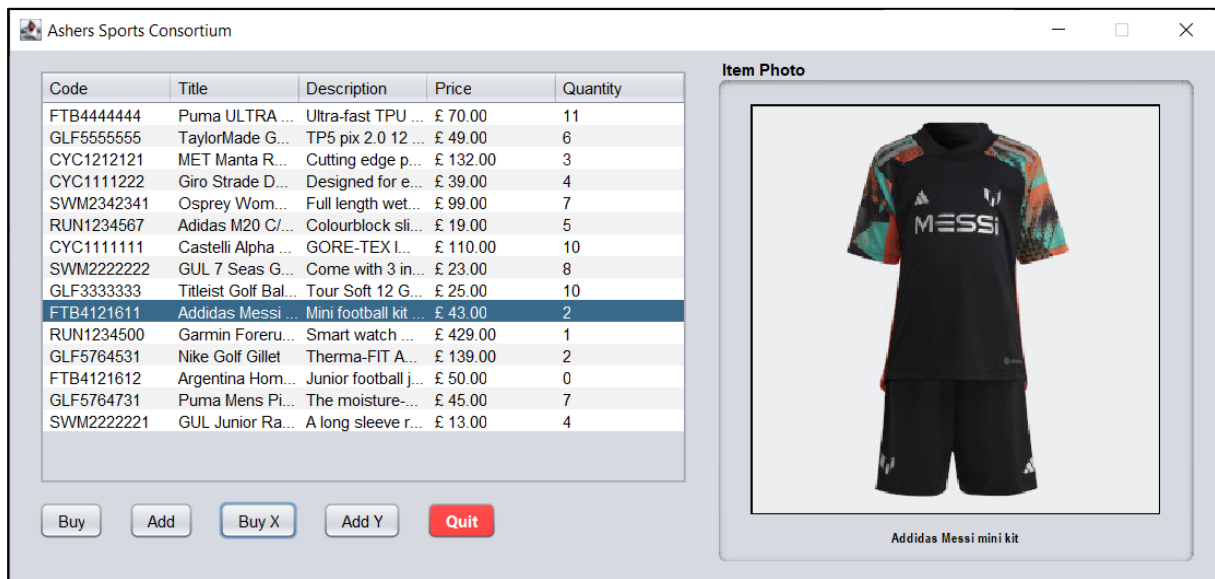 Ashers Sports Consortium
Item Photo
Code Title Description Price Quantity
FTB4444444 Puma ULTRA ... Ultra-fast TPU ... £ 70.00 11
GLF5555555 TaylorMade G... TP5 pix 2.0 12 ... £ 49.00 6
CYC1212121 MET Manta R... Cutting edge p... £ 132.00 3
CYC1111222 Giro Strade D... Designed for e... £ 39.00 4
SWM2342341 Osprey Wom... Full length wet... £ 99.00 7
RUN1234567 Adidas M20 C/... Colourblock sli... £ 19.00 5
CYC1111111 Castelli Alpha ... GORE-TEX I... £ 110.00 10
SWM2222222 GUL 7 Seas G... Come with 3 in... £ 23.00 8
GLF3333333 Titleist Golf Bal... Tour Soft 12 G... £ 25.00 10
FTB4121611 Addidas Messi ... Mini football kit ... £ 43.00 2
RUN1234500 Garmin Foreru... Smart watch ... £ 429.00 1
GLF5764531 Nike Golf Gillet Therma-FIT A... £ 139.00 2
FTB4121612 Argentina Hom... Junior football j... £ 50.00 0
GLF5764731 Puma Mens Pi... The moisture-... £ 45.00 7
SWM2222221 GUL Junior Ra... A long sleeve r... £ 13.00 4
Buy Add Buy X Add Y Quit
MESSI
Addidas Messi mini kit